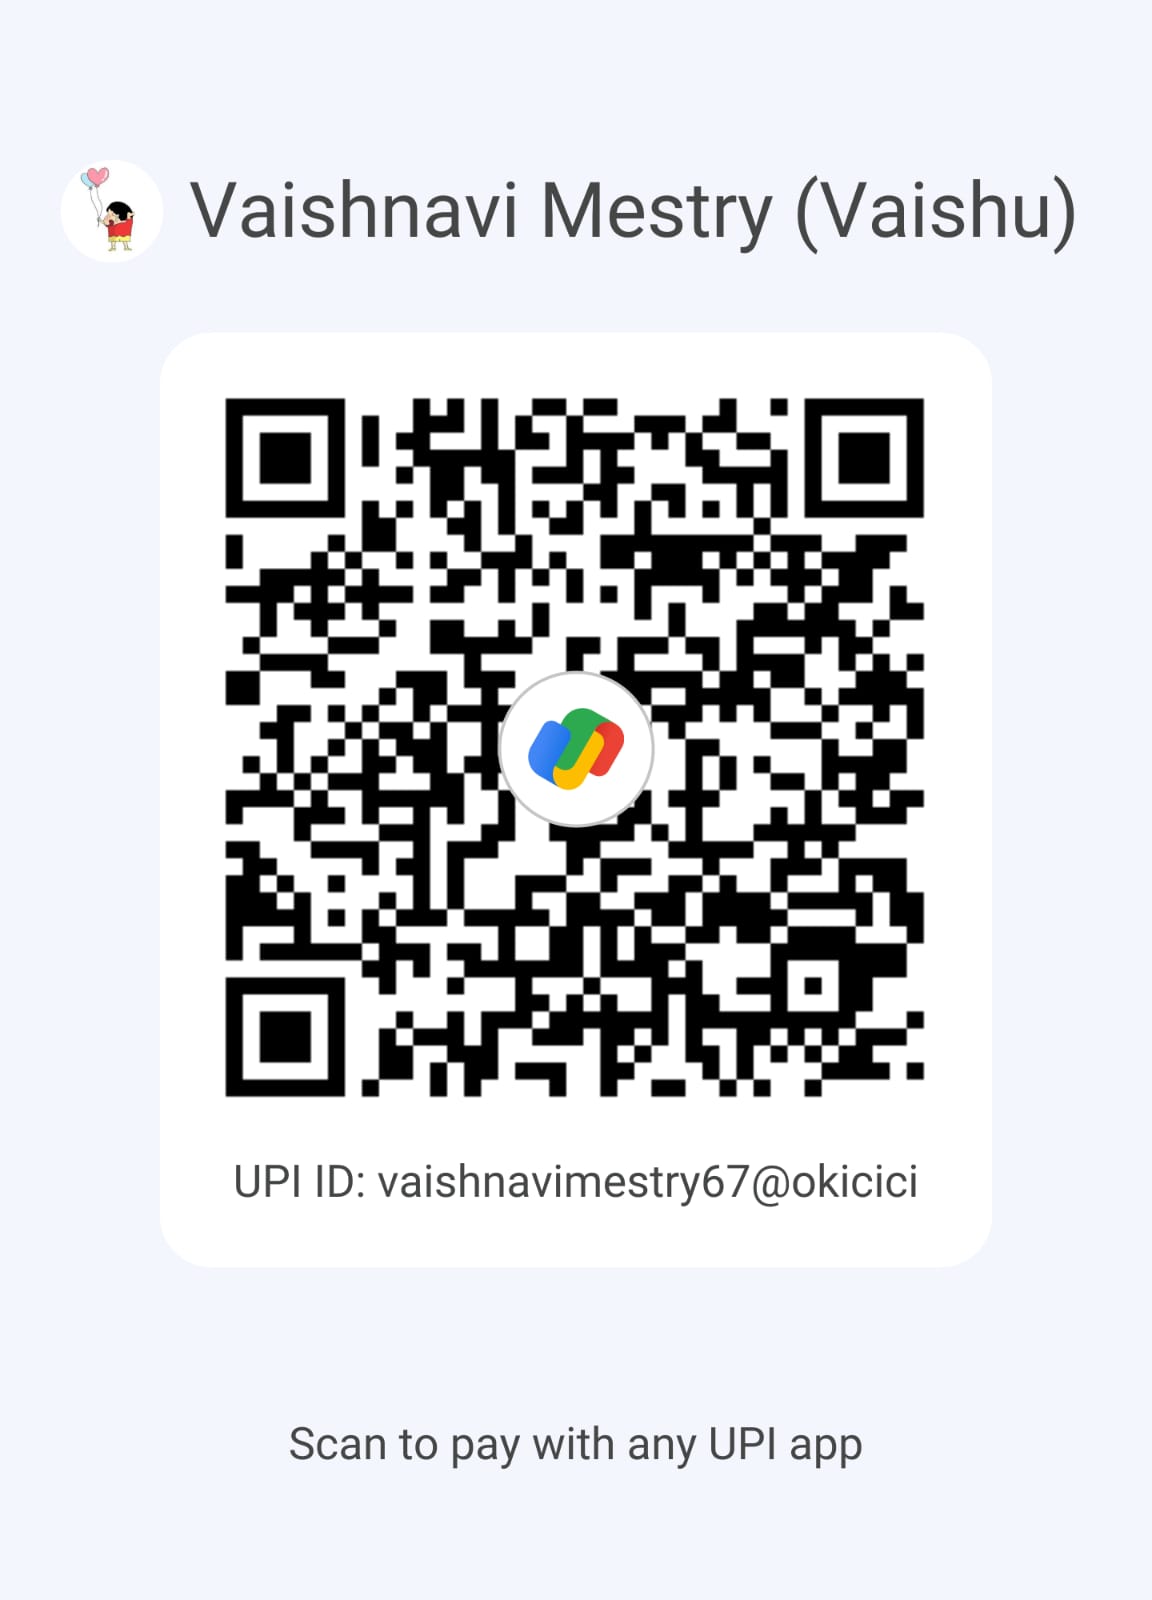 Vaishnavi Mestry (Vaishu)
UPI ID: vaishnavimestry67@okicici
Scan to pay with any UPI app